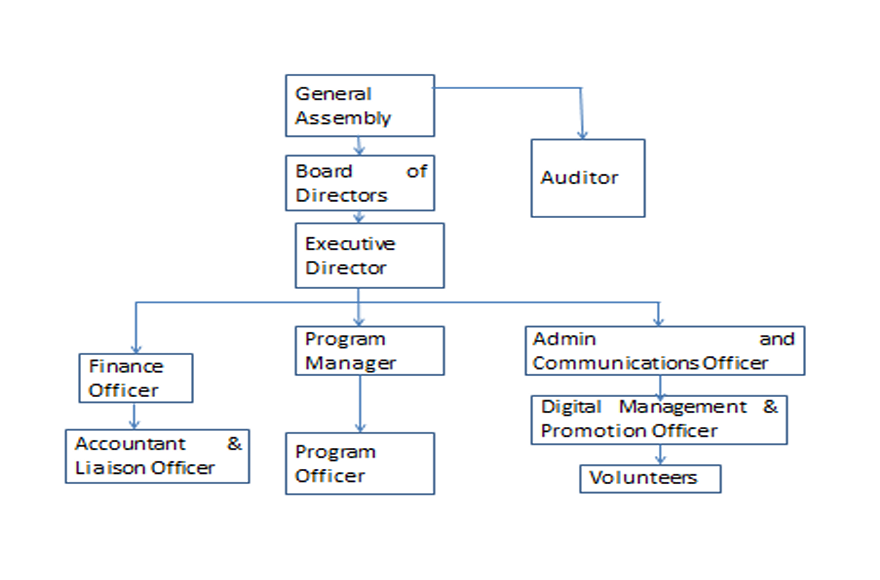 General
Assembly
Board of
Directors
Auditor
Executive
Director
Program
Manager
Admin and
Communications Officer
Finance
Officer
Digital Management &
Promotion Officer
Accountant &
Liaison Officer
Program
Officer
Volunteers